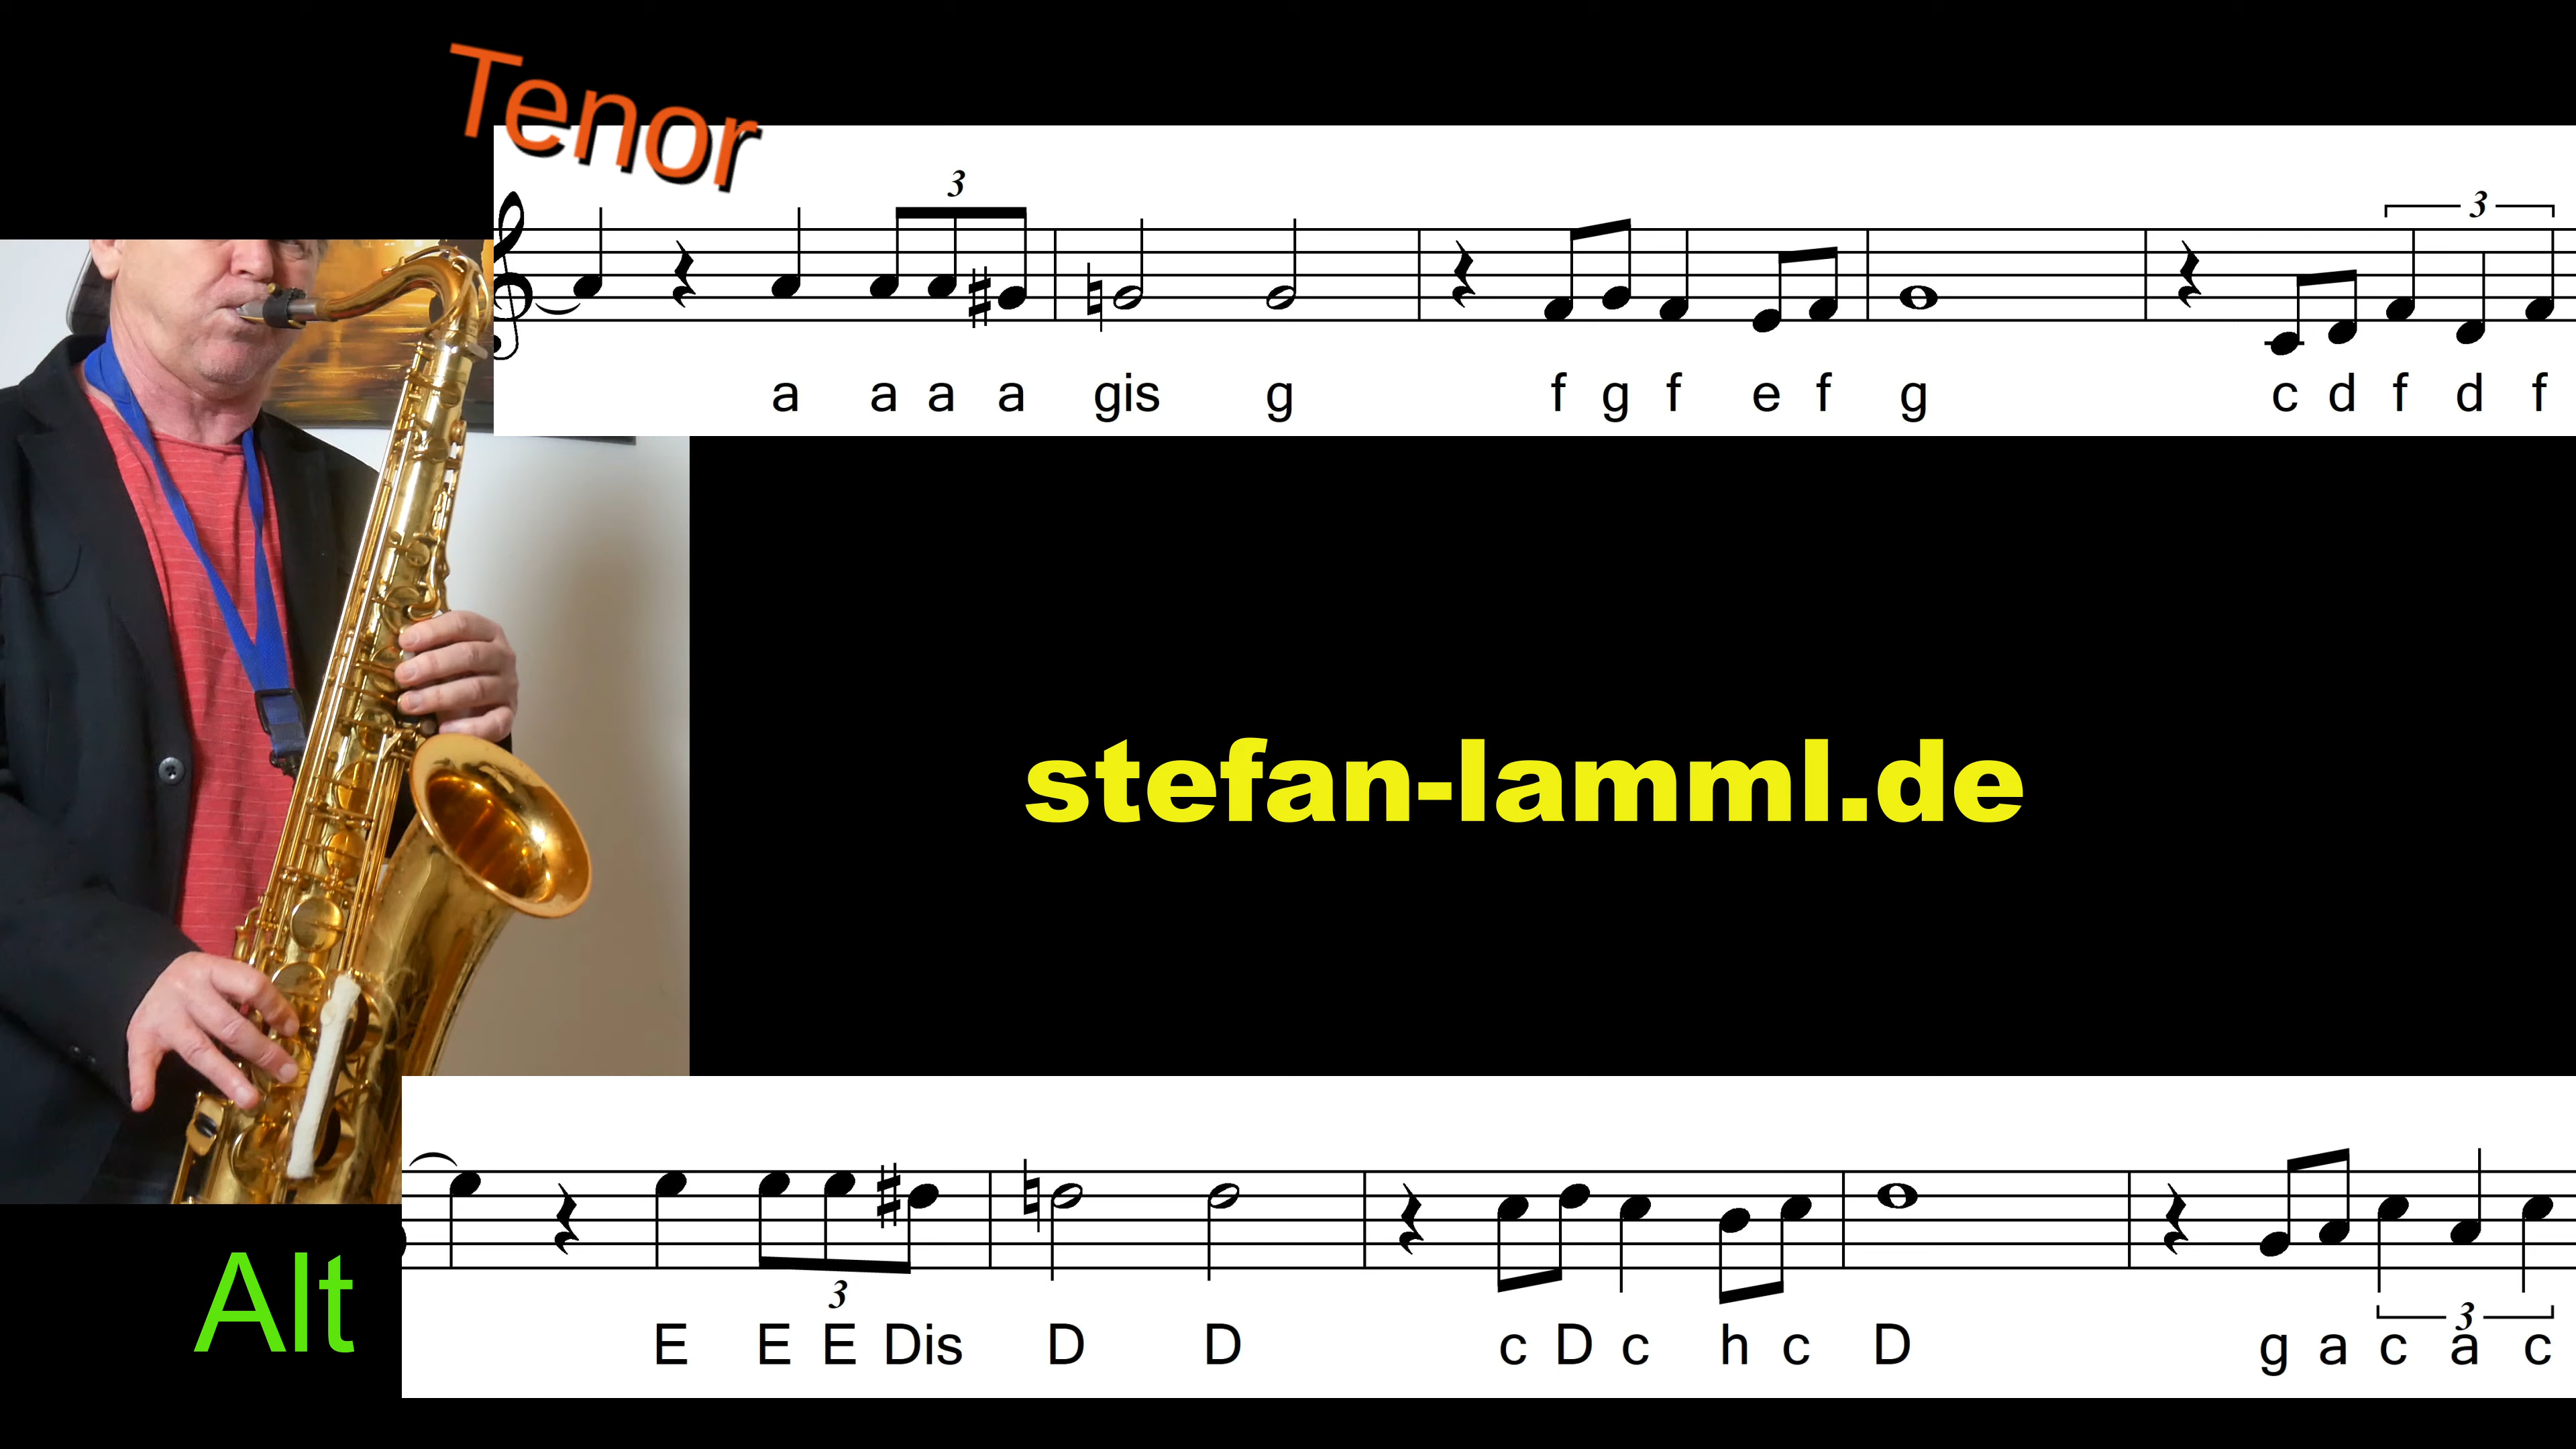 Tenor
3
3
a a a a gis g f g f e f g c d f d f
stefan-lamml.de
Alt
3
3
E E E Dis D D c D c h c D g a c a c